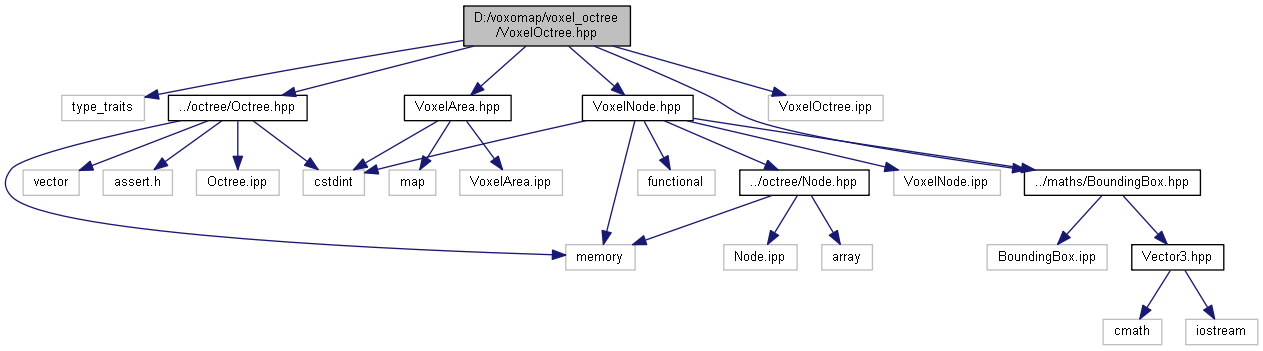 D:/voxomap/voxel_octree
/VoxelOctree.hpp
type_traits
../octree/Octree.hpp
VoxelArea.hpp
VoxelNode.hpp
VoxelOctree.ipp
vector
assert.h
Octree.ipp
cstdint
map
VoxelArea.ipp
functional
../octree/Node.hpp
VoxelNode.ipp
../maths/BoundingBox.hpp
memory
Node.ipp
array
BoundingBox.ipp
Vector3.hpp
cmath
iostream